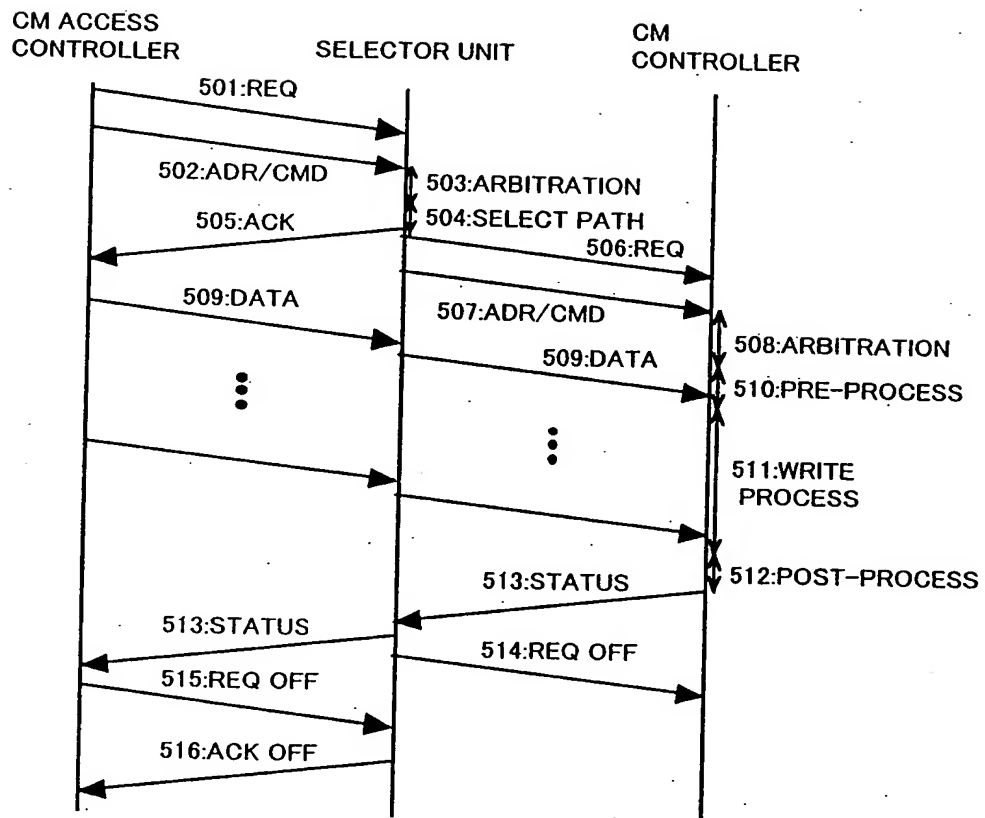 CM ACCESS
CONTROLLER
SELECTOR UNIT
CM
CONTROLLER
501:REQ
502:ADR/CMD
503:ARBITRATION
504:SELECT PATH
505:ACK
506:REQ
509:DATA
507:ADR/CMD
508:ARBITRATION
509:DATA
510:PRE-PROCESS
511:WRITE
PROCESS
512:POST-PROCESS
513:STATUS
513:STATUS
514:REQ OFF
515:REQ OFF
516:ACK OFF